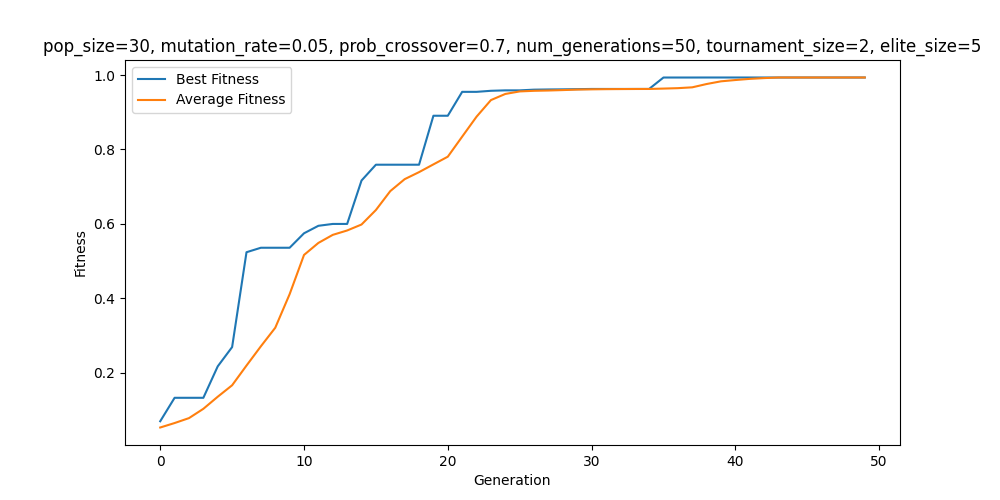 pop_size=30, mutation_rate=0.05, prob_crossover=0.7, num_generations=50, tournament_size=2, elite_size=5
Best Fitness
Average Fitness
1.0
0.8
0.6
0.4
0.2
Fitness
0 10 20 30 40 50
Generation